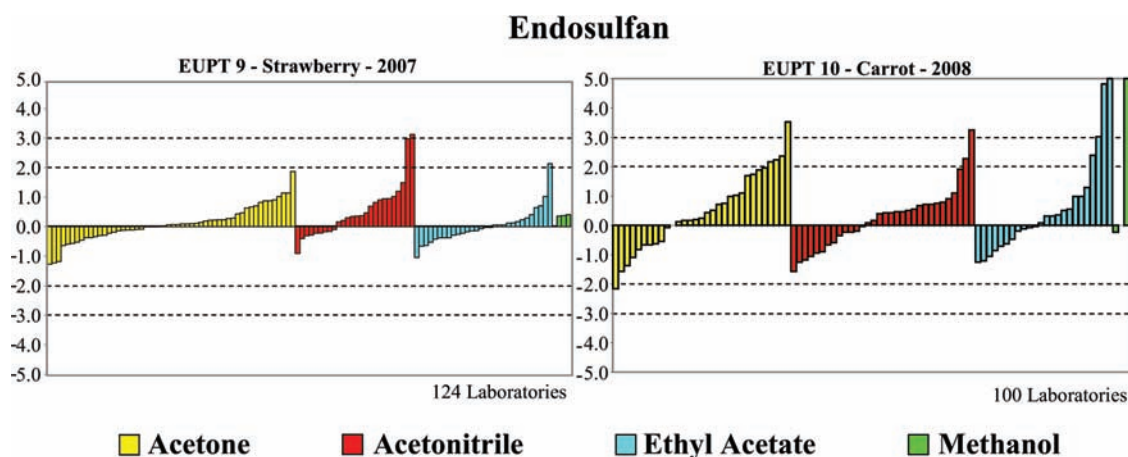 Endosulfan
EUPT 9 - Strawberry - 2007
5.0
4.0
3.0
2.0
1.0
0.0
-1.0
-2.0
-3.0
-4.0
-5.0
124 Laboratories
EUPT 10 - Carrot - 2008
5.0
4.0
3.0
2.0
1.0
0.0
-1.0
-2.0
-3.0
-4.0
-5.0
100 Laboratories
Acetone
Acetonitrile
Ethyl Acetate
Methanol